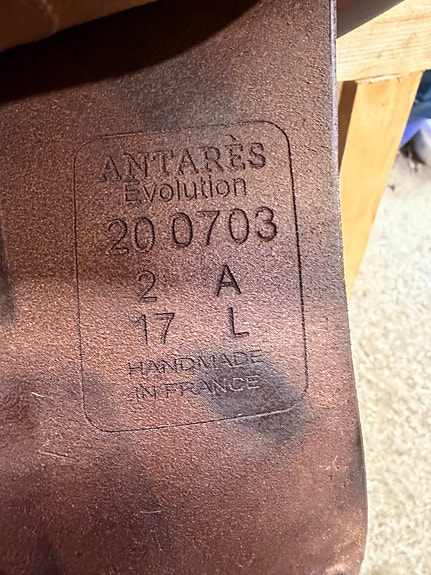 ANTARÈS
Evolution
20 0703
2 A
17 L
HANDMADE
IN FRANCE